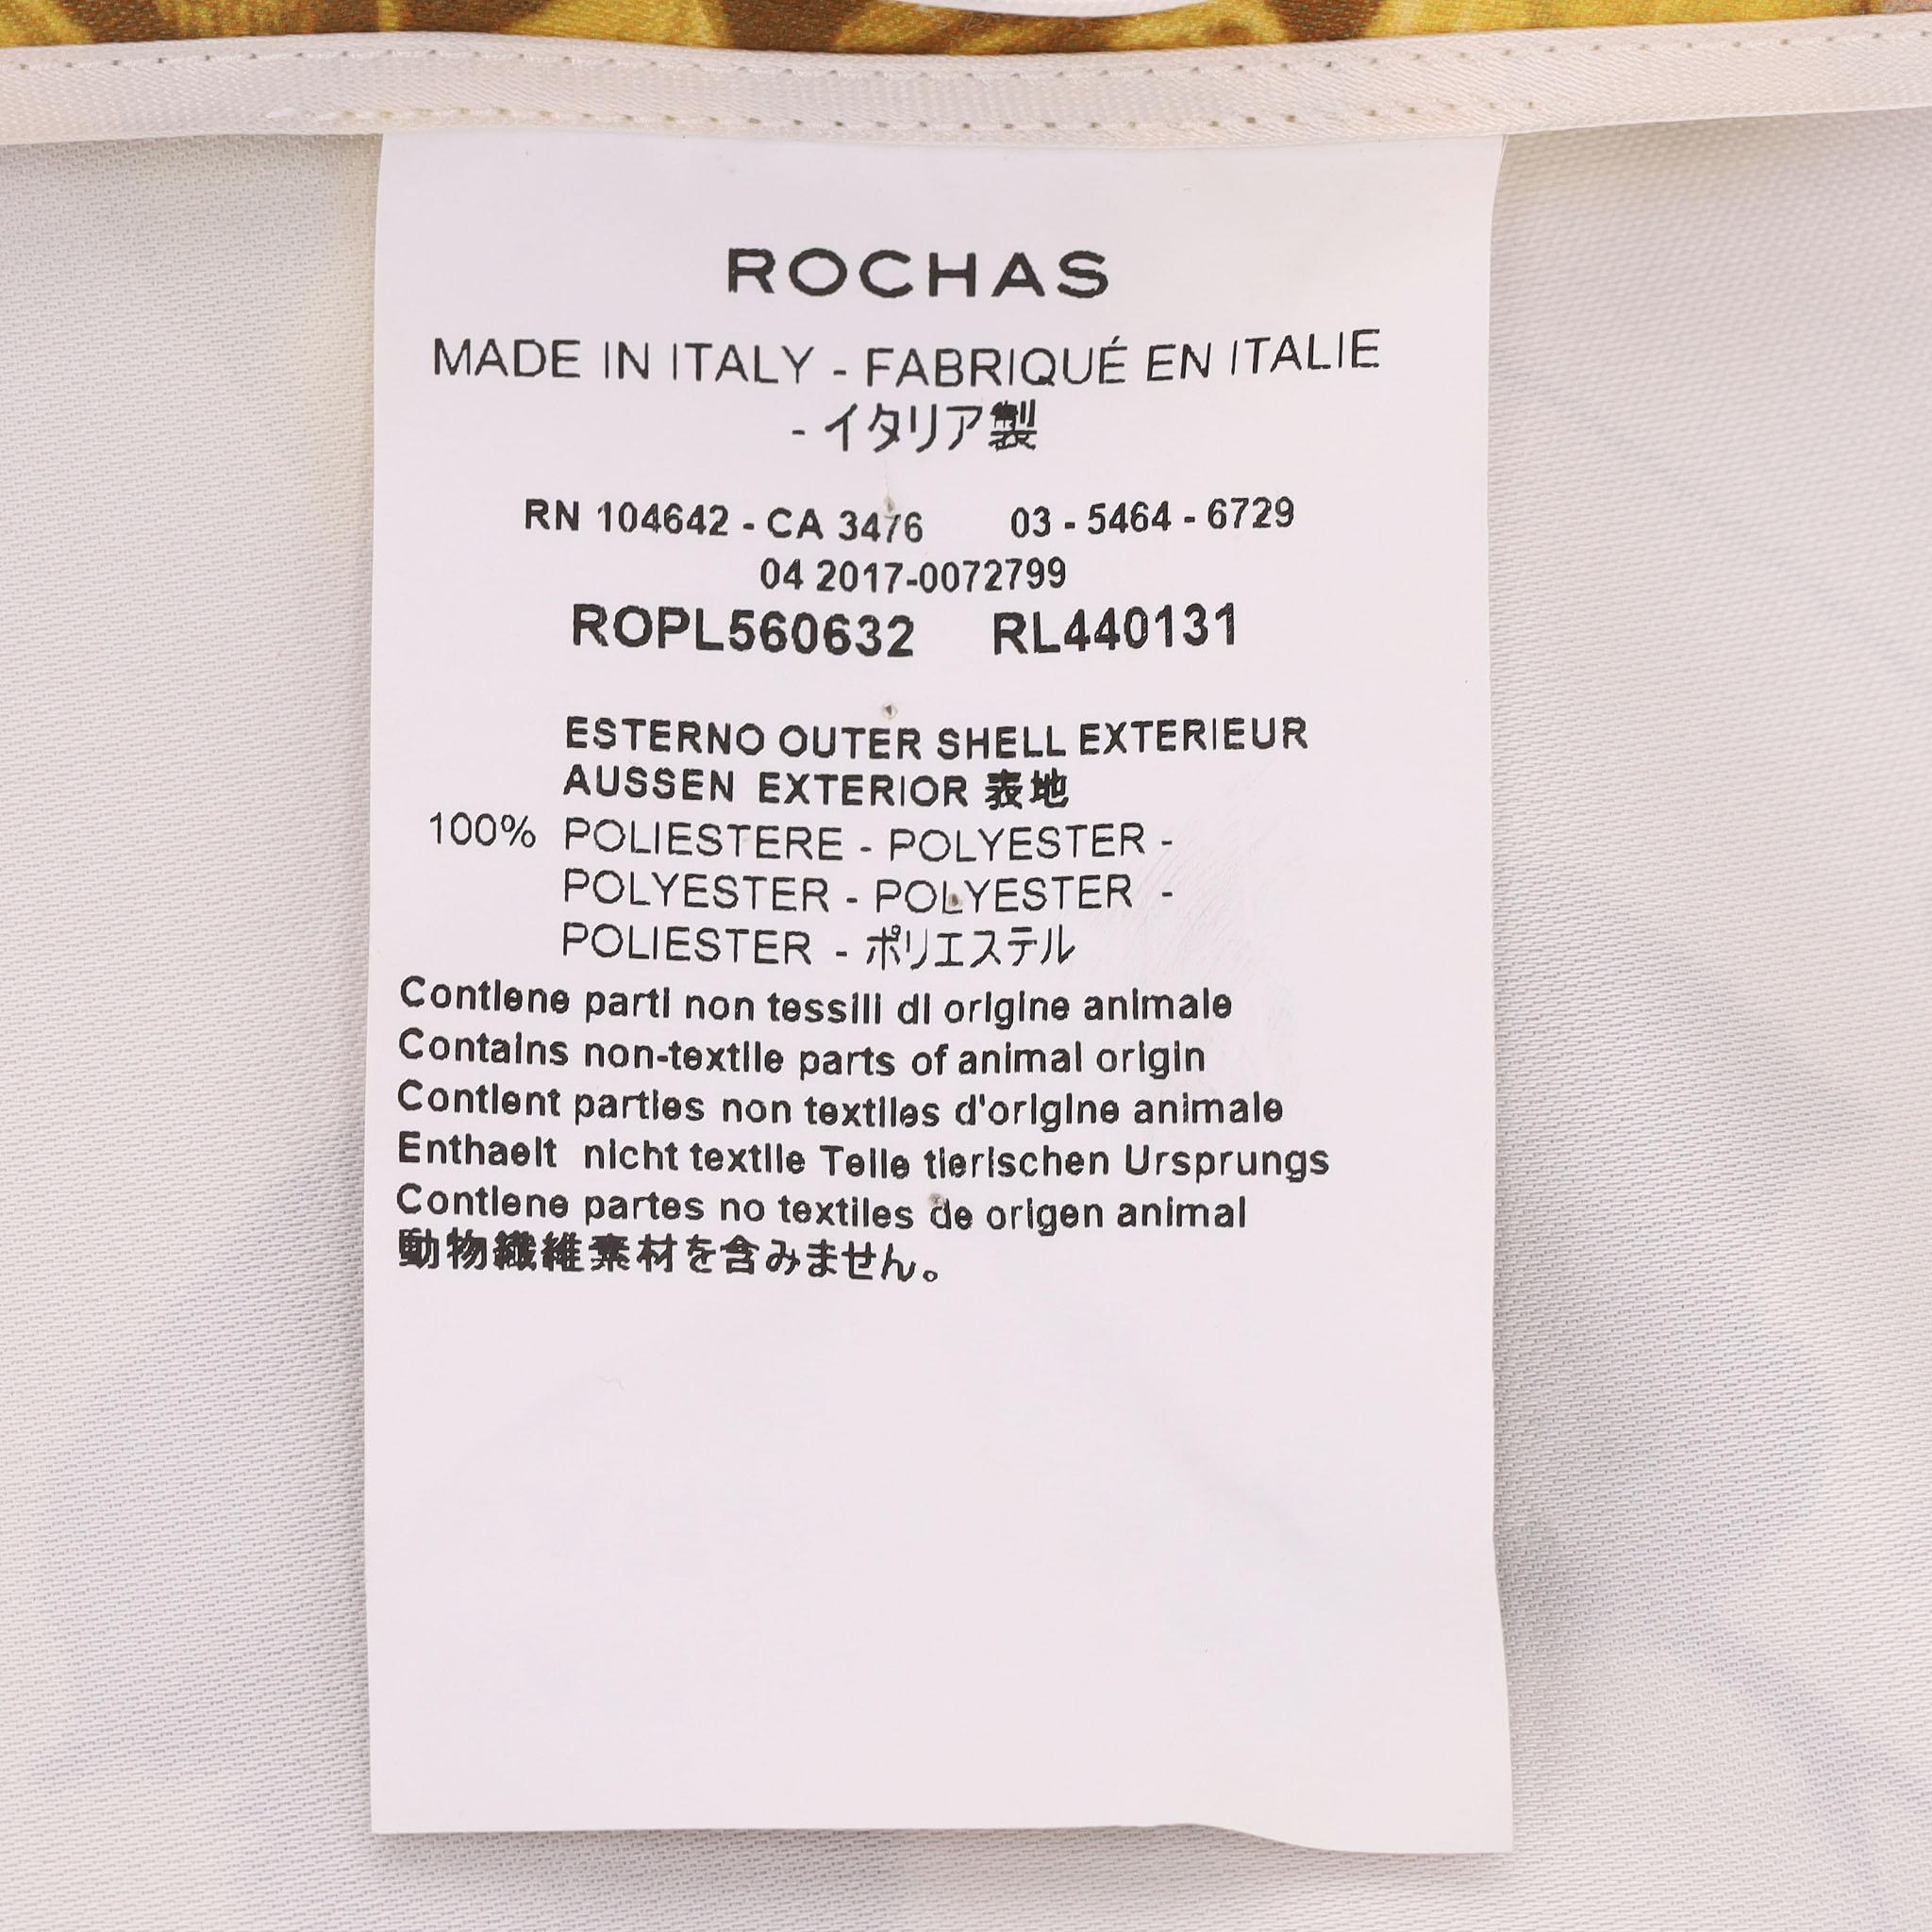 ROCHAS
MADE IN ITALY - FABRIQUÉ EN ITALIE
- イタリア製
RN 104642 - CA 3476 03 - 5464 - 6729
04 2017-0072799
ROPL560632 RL440131
ESTERNO OUTER SHELL EXTERIEUR
AUSSEN EXTERIOR 表地
100% POLIESTERE - POLYESTER -
POLYESTER - POLYESTER -
POLIESTER - ポリエステル
Contiene parti non tessili di origine animale
Contains non-textile parts of animal origin
Contient parties non textiles d'origine animale
Enthaelt nicht textile Teile tierischen Ursprungs
Contiene partes no textiles de origen animal
動物繊維素材を含みません。